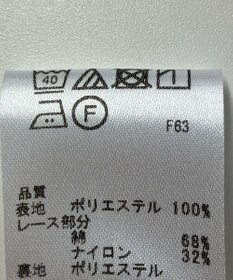 40
F
F63
品質
表地 ポリエステル 100%
レース部分
綿 68%
ナイロン 32%
裏地 ポリエステル